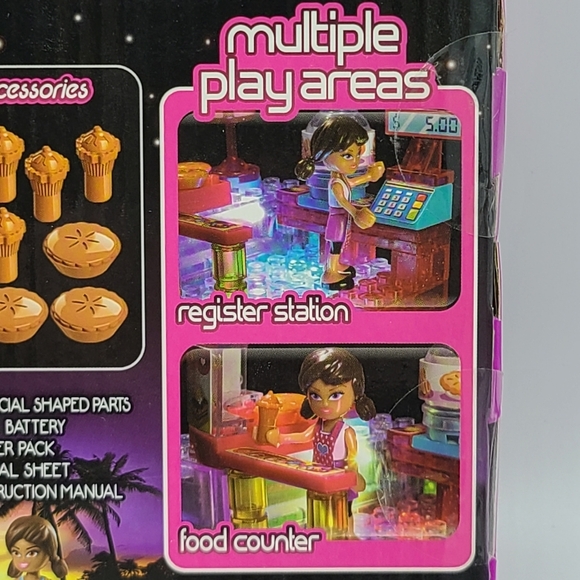 multiple
play areas
cessories
$ 5.00
register station
CIAL SHAPED PARTS
BATTERY
ER PACK
AL SHEET
RUCTION MANUAL
food counter